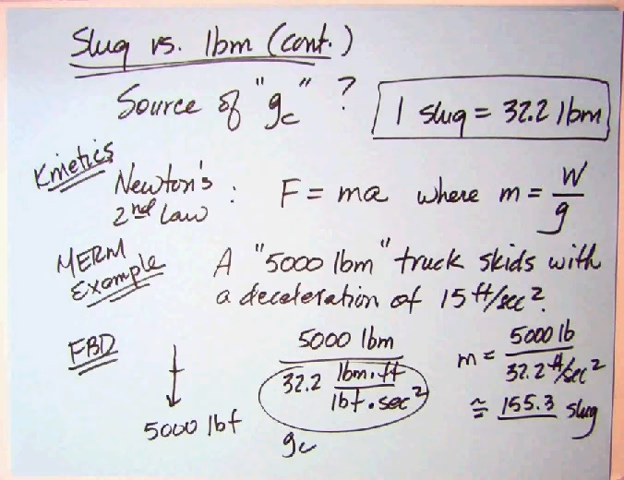 Slug vs. lbm (cont.)
Source of "gc" ?
1 slug = 32.2 lbm
Kinetics
Newton's
2nd Law : F = ma where m = W/g
MERM
Example
A "5000 lbm" truck skids with
a deceleration of 15 ft/sec².
FBD
5000 lbf
5000 lbm
32.2 lbm·ft
lbf·sec²
gc
m = 5000 lb
32.2 ft/sec²
≅ 155.3 slug